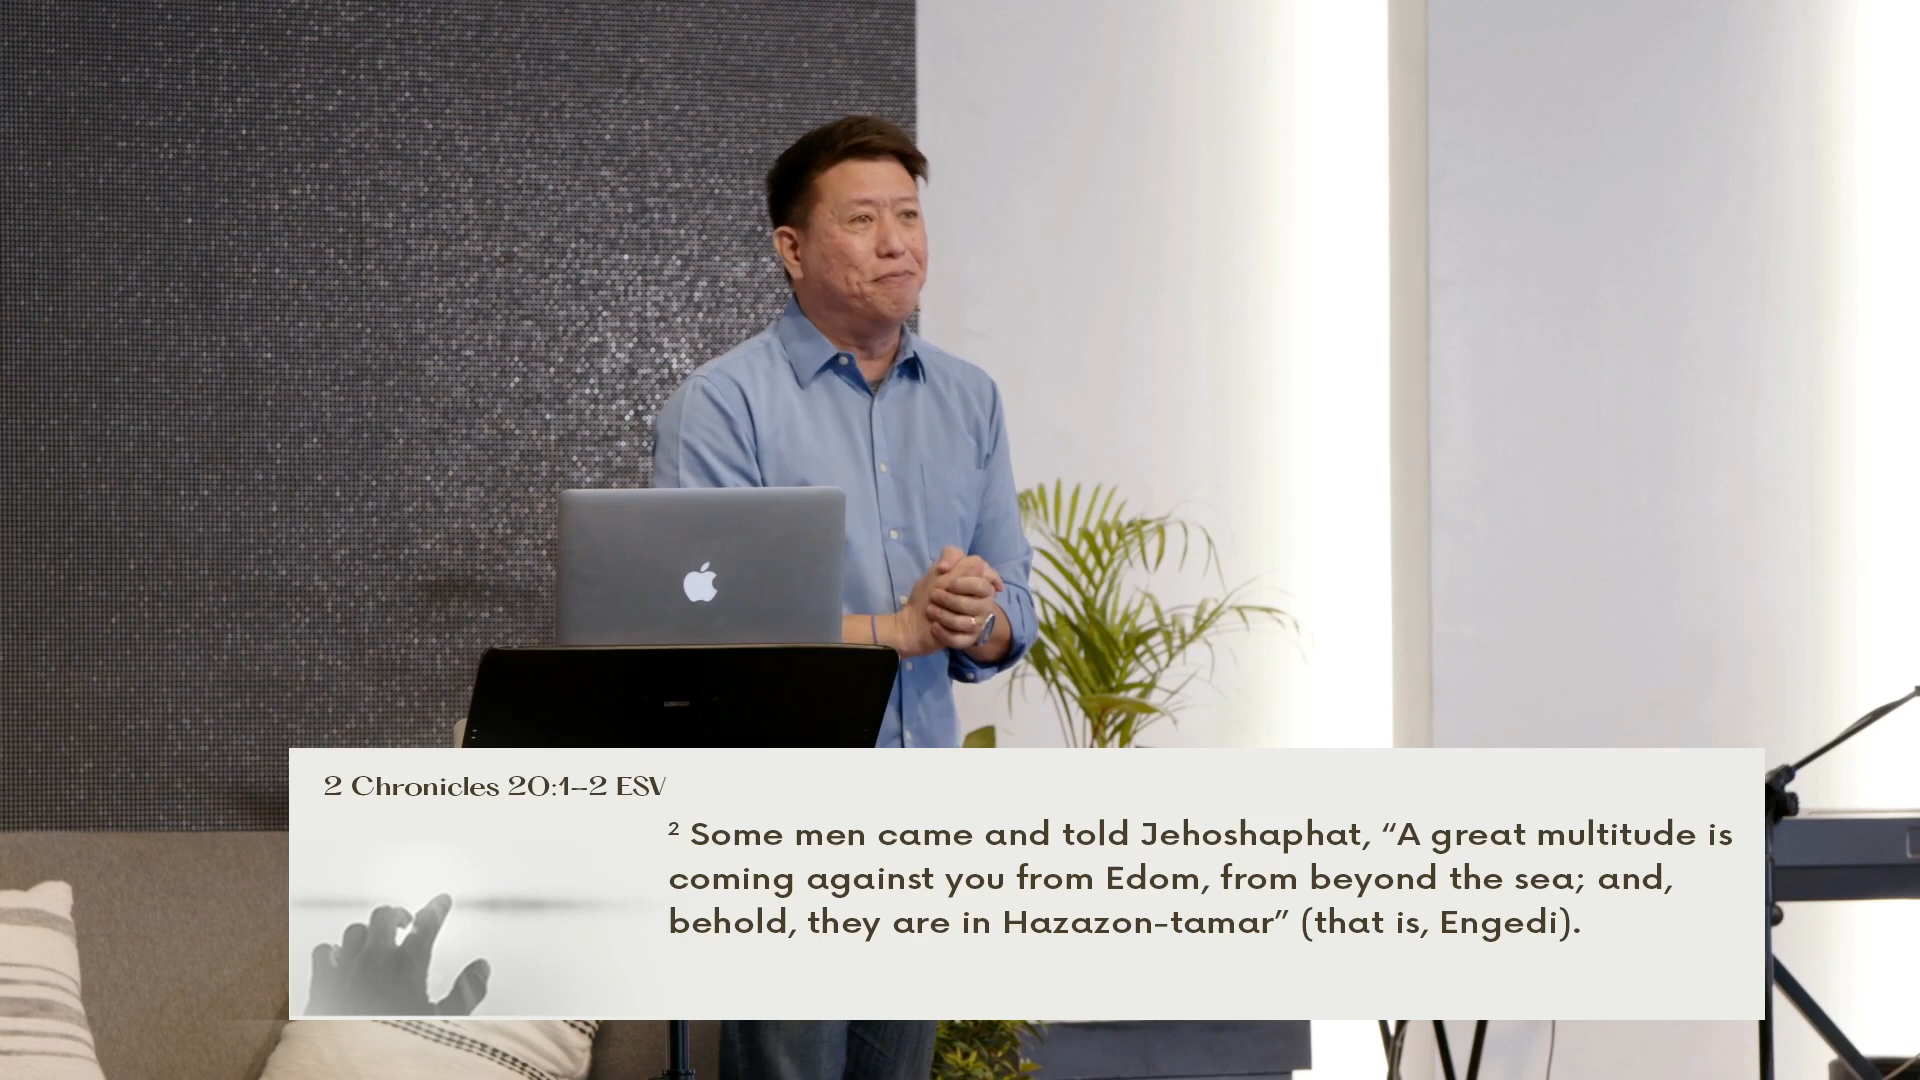 2 Chronicles 20:1–2 ESV
² Some men came and told Jehoshaphat, “A great multitude is
coming against you from Edom, from beyond the sea; and,
behold, they are in Hazazon-tamar” (that is, Engedi).